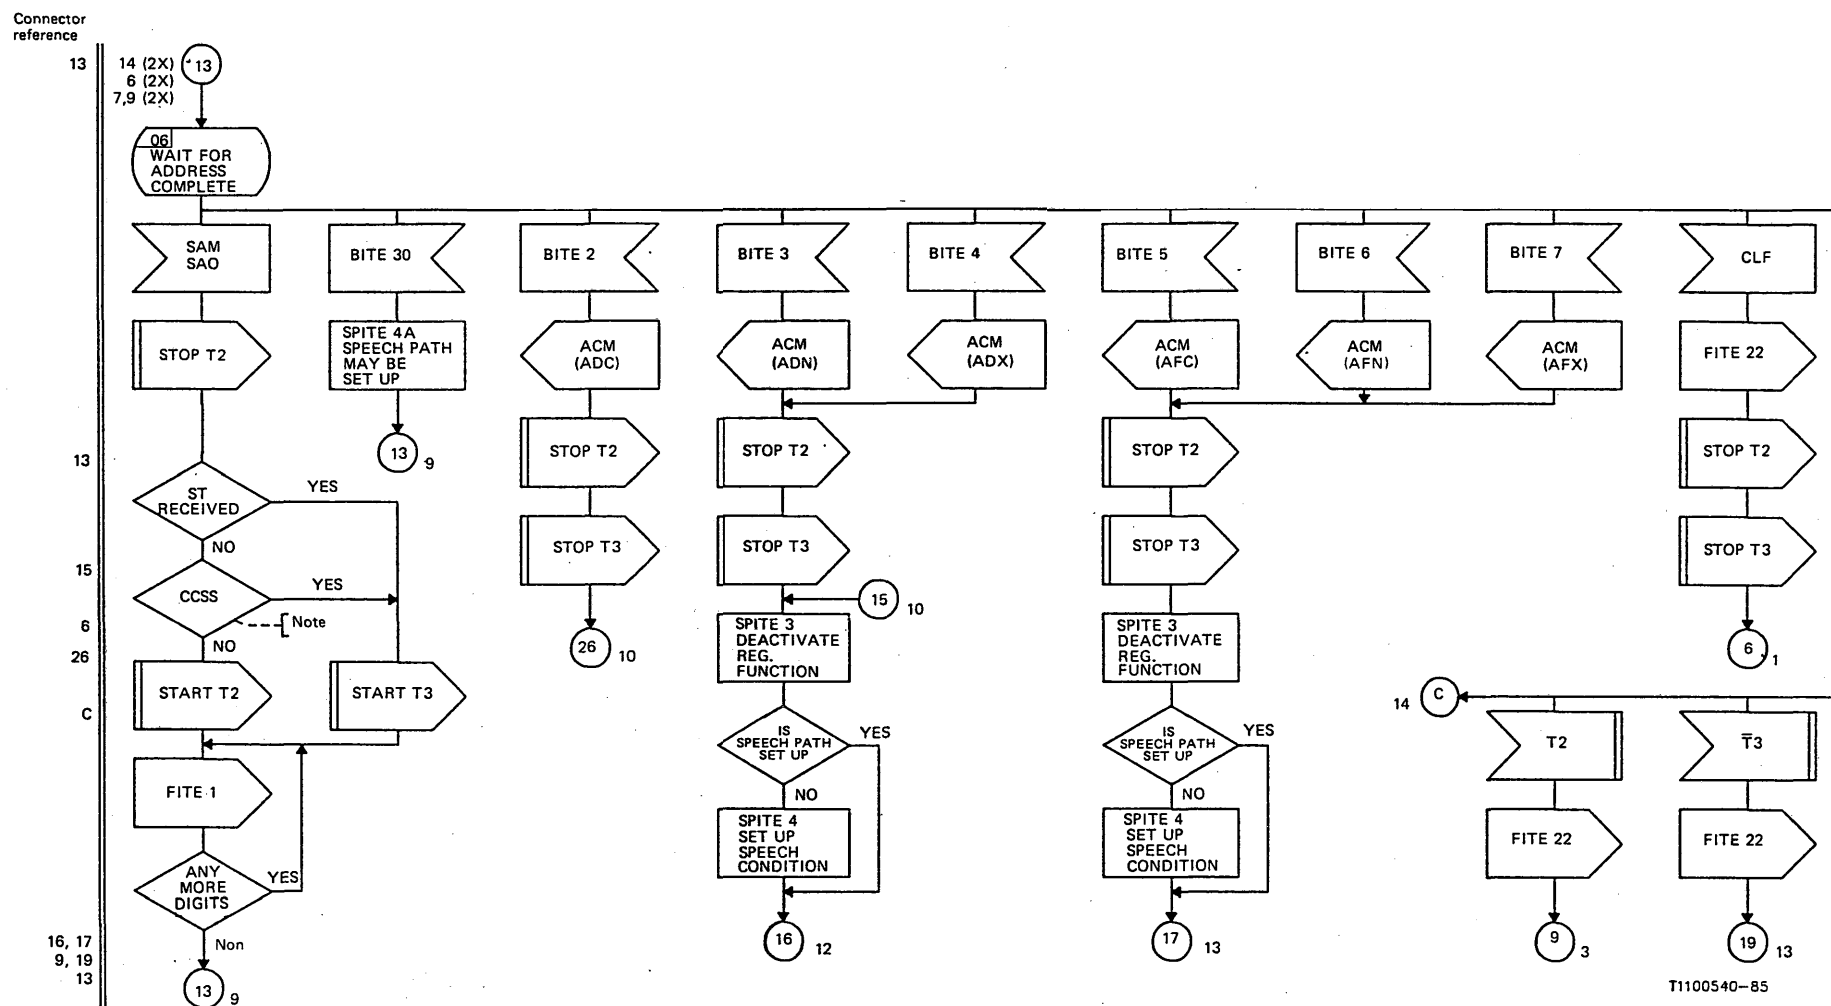 Connector
reference
13
14 (2X)
6 (2X)
7,9 (2X)
13
06
WAIT FOR
ADDRESS
COMPLETE
SAM
SAO
BITE 30
BITE 2
BITE 3
BITE 4
BITE 5
BITE 6
BITE 7
CLF
STOP T2
SPITE 4A
SPEECH PATH
MAY BE
SET UP
ACM
(ADC)
ACM
(ADN)
ACM
(ADX)
ACM
(AFC)
ACM
(AFN)
ACM
(AFX)
FITE 22
13
13
9
STOP T2
STOP T2
STOP T2
STOP T2
ST
RECEIVED
YES
NO
STOP T3
STOP T3
STOP T3
STOP T3
15
CCSS
YES
Note
NO
15
10
6
26
26
10
SPITE 3
DEACTIVATE
REG.
FUNCTION
SPITE 3
DEACTIVATE
REG.
FUNCTION
6
1
START T2
START T3
C
14
C
IS
SPEECH PATH
SET UP
YES
NO
IS
SPEECH PATH
SET UP
YES
NO
T2
T̅3
FITE 1
SPITE 4
SET UP
SPEECH
CONDITION
SPITE 4
SET UP
SPEECH
CONDITION
FITE 22
FITE 22
ANY
MORE
DIGITS
YES
Non
16, 17
9, 19
13
13
9
16
12
17
13
9
3
19
13
T1100540-85